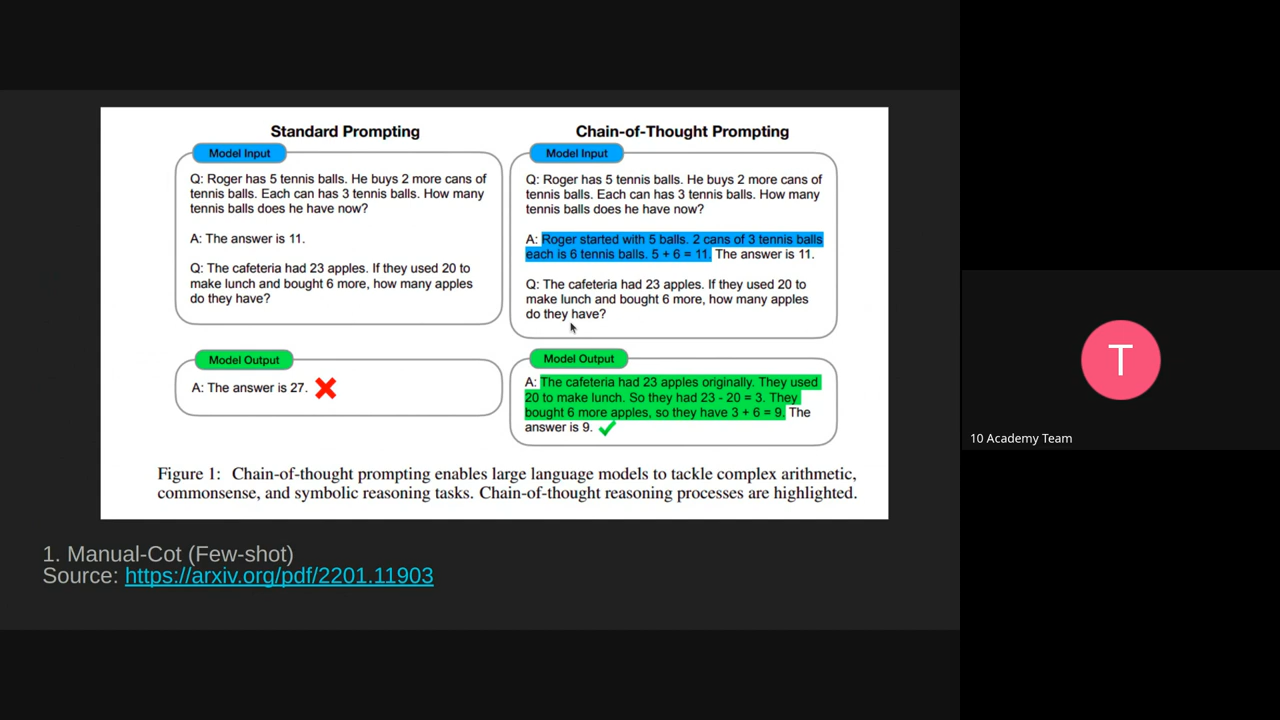 Standard Prompting
Model Input
Q: Roger has 5 tennis balls. He buys 2 more cans of
tennis balls. Each can has 3 tennis balls. How many
tennis balls does he have now?
A: The answer is 11.
Q: The cafeteria had 23 apples. If they used 20 to
make lunch and bought 6 more, how many apples
do they have?
Model Output
A: The answer is 27.
Chain-of-Thought Prompting
Model Input
Q: Roger has 5 tennis balls. He buys 2 more cans of
tennis balls. Each can has 3 tennis balls. How many
tennis balls does he have now?
A: Roger started with 5 balls. 2 cans of 3 tennis balls
each is 6 tennis balls. 5 + 6 = 11. The answer is 11.
Q: The cafeteria had 23 apples. If they used 20 to
make lunch and bought 6 more, how many apples
do they have?
Model Output
A: The cafeteria had 23 apples originally. They used
20 to make lunch. So they had 23 - 20 = 3. They
bought 6 more apples, so they have 3 + 6 = 9. The
answer is 9.
Figure 1: Chain-of-thought prompting enables large language models to tackle complex arithmetic,
commonsense, and symbolic reasoning tasks. Chain-of-thought reasoning processes are highlighted.
1. Manual-Cot (Few-shot)
Source: https://arxiv.org/pdf/2201.11903
T
10 Academy Team